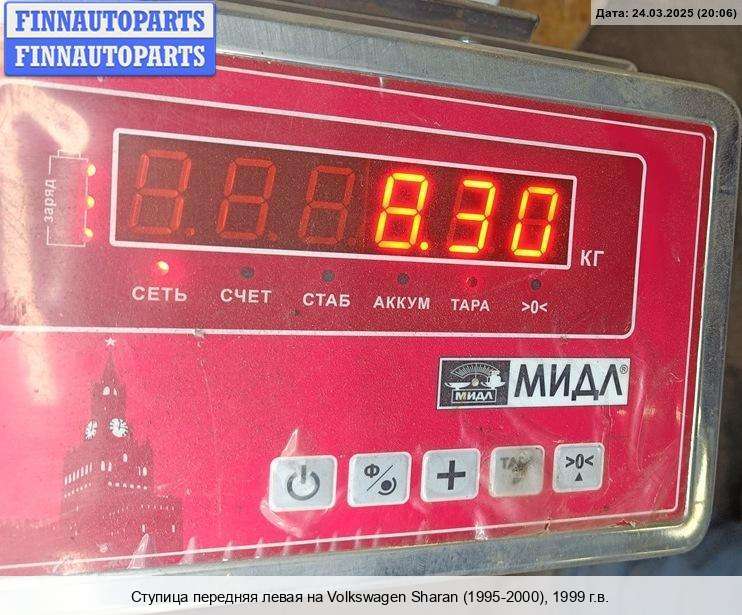 FINNAUTOPARTS
FINNAUTOPARTS
Дата: 24.03.2025 (20:06)
заряд
8.30
КГ
СЕТЬ СЧЕТ СТАБ АККУМ ТАРА >0<
МИДЛ
МИДЛ®
Ф
+
>0<
Ступица передняя левая на Volkswagen Sharan (1995-2000), 1999 г.в.